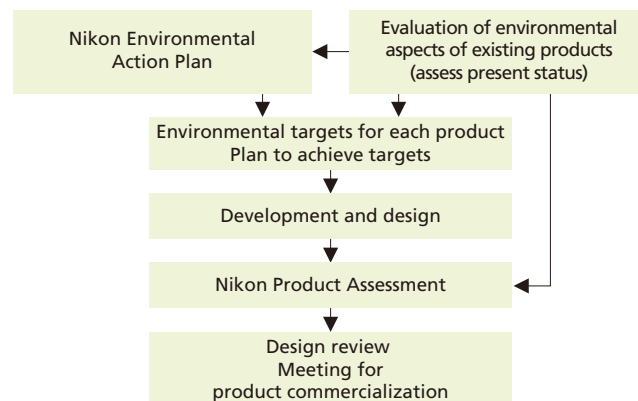 Nikon Environmental
Action Plan
Evaluation of environmental
aspects of existing products
(assess present status)
Environmental targets for each product
Plan to achieve targets
Development and design
Nikon Product Assessment
Design review
Meeting for
product commercialization